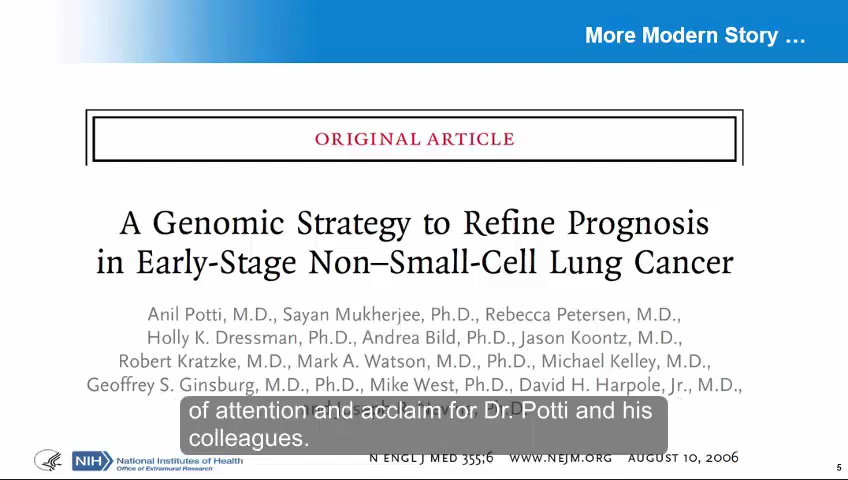 More Modern Story …
ORIGINAL ARTICLE
A Genomic Strategy to Refine Prognosis
in Early-Stage Non–Small-Cell Lung Cancer
Anil Potti, M.D., Sayan Mukherjee, Ph.D., Rebecca Petersen, M.D.,
Holly K. Dressman, Ph.D., Andrea Bild, Ph.D., Jason Koontz, M.D.,
Robert Kratzke, M.D., Mark A. Watson, M.D., Ph.D., Michael Kelley, M.D.,
Geoffrey S. Ginsburg, M.D., Ph.D., Mike West, Ph.D., David H. Harpole, Jr., M.D.,
of attention and acclaim for Dr. Potti and his
colleagues.
NIH National Institutes of Health
Office of Extramural Research
N ENGL J MED 355;6 WWW.NEJM.ORG AUGUST 10, 2006
5